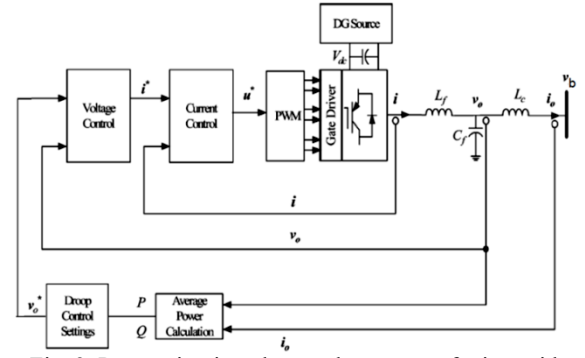 DG Source
V_dc
Voltage
Control
i*
Current
Control
u*
PWM
Gate Driver
i
L_f
v_o
L_c
i_o
v_b
C_f
i
v_o
v_o*
Droop
Control
Settings
P
Q
Average
Power
Calculation
i_o